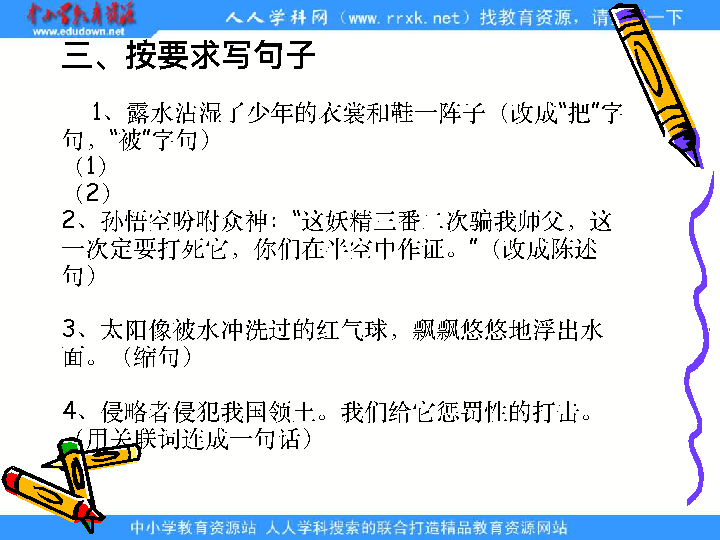 中小学教育资源
www.edudown.net
人人学科网（www.rrxk.net）找教育资源，请 一下
三、按要求写句子
1、露水沾湿了少年的衣裳和鞋一阵子（改成“把”字
句，“被”字句）
（1）
（2）
2、孙悟空吩咐众神：“这妖精三番二次骗我师父，这
一次定要打死它，你们在半空中作证。”（改成陈述
句）
3、太阳像被水冲洗过的红气球，飘飘悠悠地浮出水
面。（缩句）
4、侵略者侵犯我国领土。我们给它惩罚性的打击。
（用关联词连成一句话）
中小学教育资源站 人人学科搜索的联合打造精品教育资源网站